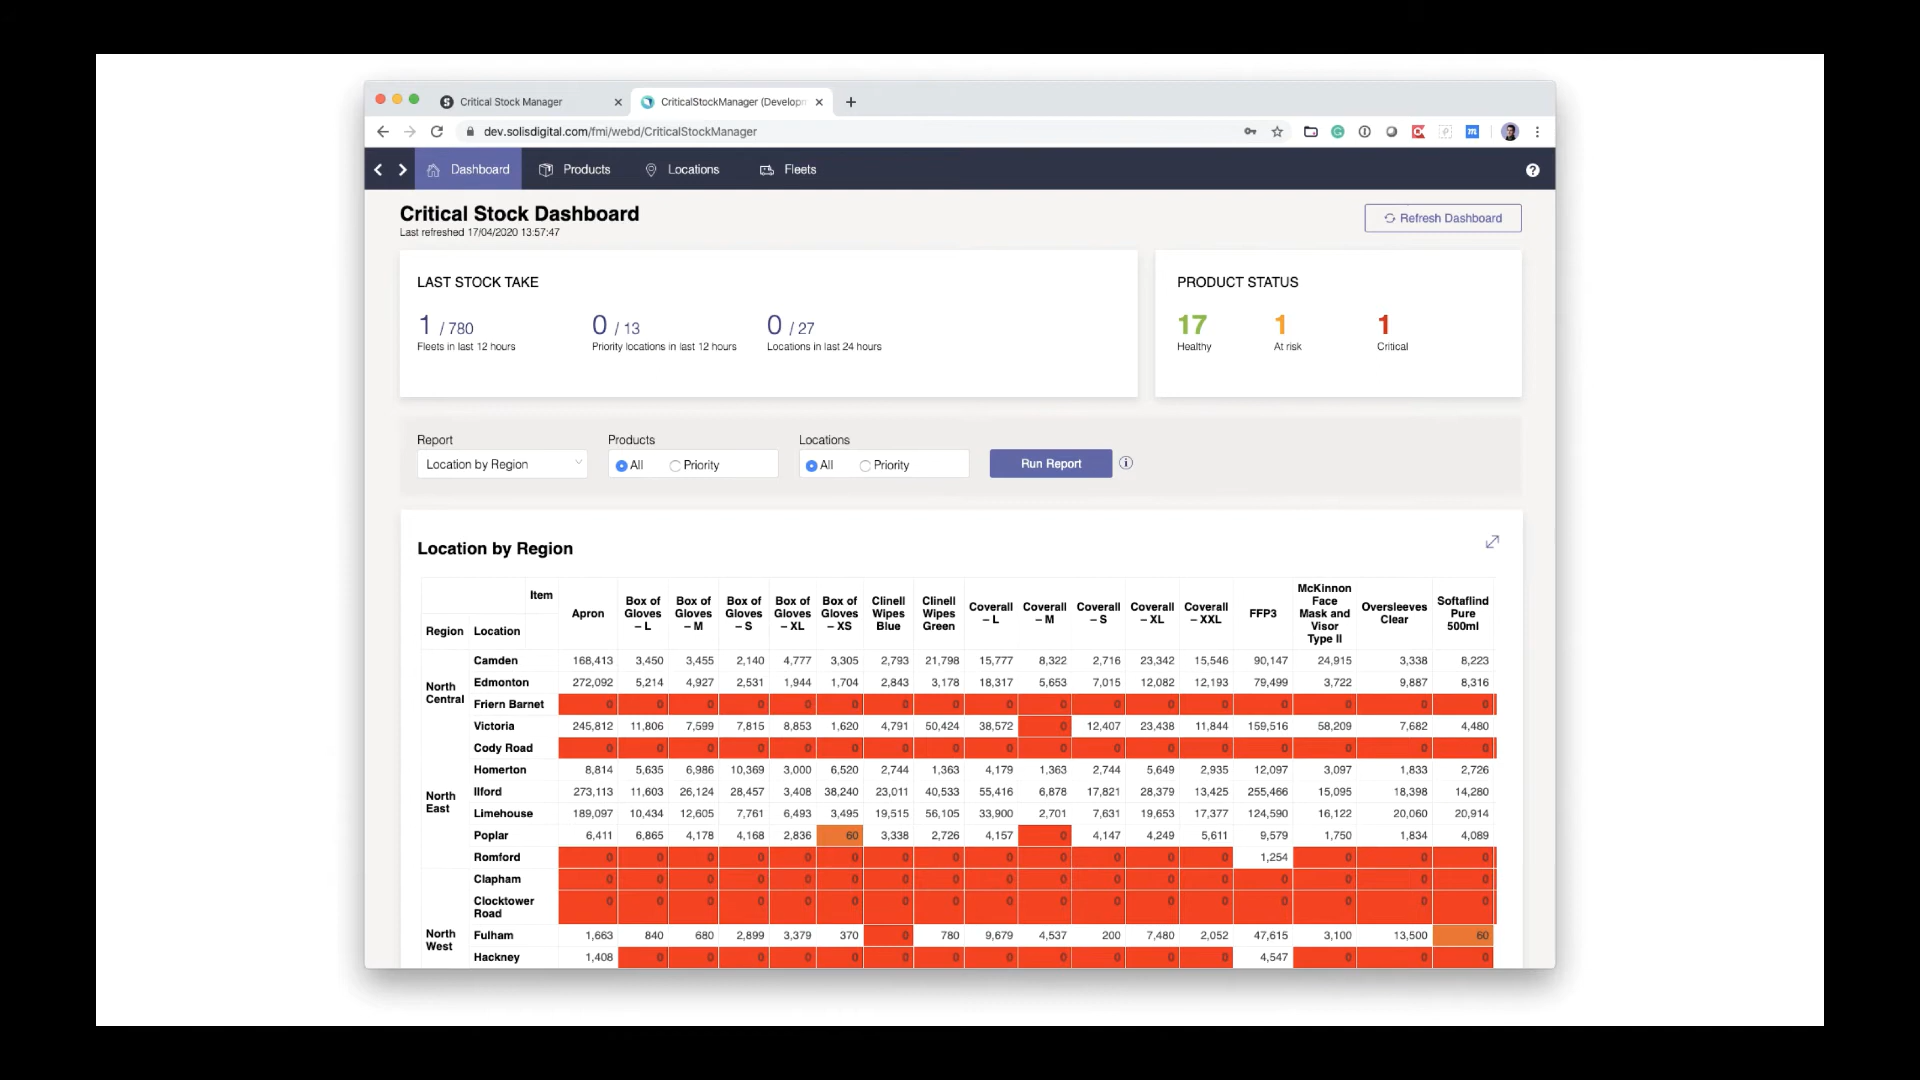 Critical Stock Manager
CriticalStockManager (Develop
dev.solisdigital.com/fmi/webd/CriticalStockManager
Dashboard Products Locations Fleets
Critical Stock Dashboard
Last refreshed 17/04/2020 13:57:47
Refresh Dashboard
LAST STOCK TAKE
1 / 780
Fleets in last 12 hours
0 / 13
Priority locations in last 12 hours
0 / 27
Locations in last 24 hours
PRODUCT STATUS
17
Healthy
1
At risk
1
Critical
Report
Location by Region
Products
All Priority
Locations
All Priority
Run Report
Location by Region
Item
Region Location
Apron
Box of
Gloves
– L
Box of
Gloves
– M
Box of
Gloves
– S
Box of
Gloves
– XL
Box of
Gloves
– XS
Clinell
Wipes
Blue
Clinell
Wipes
Green
Coverall
– L
Coverall
– M
Coverall
– S
Coverall
– XL
Coverall
– XXL
FFP3
McKinnon
Face
Mask and
Visor
Type II
Oversleeves
Clear
Softaflind
Pure
500ml
North
Central
Camden 168,413 3,450 3,455 2,140 4,777 3,305 2,793 21,798 15,777 8,322 2,716 23,342 15,546 90,147 24,915 3,338 8,223
Edmonton 272,092 5,214 4,927 2,531 1,944 1,704 2,843 3,178 18,317 5,653 7,015 12,082 12,193 79,499 3,722 9,887 8,316
Friern Barnet 0 0 0 0 0 0 0 0 0 0 0 0 0 0 0 0 0
Victoria 245,812 11,806 7,599 7,815 8,853 1,620 4,791 50,424 38,572 0 12,407 23,438 11,844 159,516 58,209 7,682 4,480
North
East
Cody Road 0 0 0 0 0 0 0 0 0 0 0 0 0 0 0 0 0
Homerton 8,814 5,635 6,986 10,369 3,000 6,520 2,744 1,363 4,179 1,363 2,744 5,649 2,935 12,097 3,097 1,833 2,726
Ilford 273,113 11,603 26,124 28,457 3,408 38,240 23,011 40,533 55,416 6,878 17,821 28,379 13,425 255,466 15,095 18,398 14,280
Limehouse 189,097 10,434 12,605 7,761 6,493 3,495 19,515 56,105 33,900 2,701 7,631 19,653 17,377 124,590 16,122 20,060 20,914
Poplar 6,411 6,865 4,178 4,168 2,836 60 3,338 2,726 4,157 0 4,147 4,249 5,611 9,579 1,750 1,834 4,089
Romford 0 0 0 0 0 0 0 0 0 0 0 0 0 1,254 0 0 0
North
West
Clapham 0 0 0 0 0 0 0 0 0 0 0 0 0 0 0 0 0
Clocktower
Road 0 0 0 0 0 0 0 0 0 0 0 0 0 0 0 0 0
Fulham 1,663 840 680 2,899 3,379 370 0 780 9,679 4,537 200 7,480 2,052 47,615 3,100 13,500 60
Hackney 1,408 0 0 0 0 0 0 0 0 0 0 0 0 4,547 0 0 0